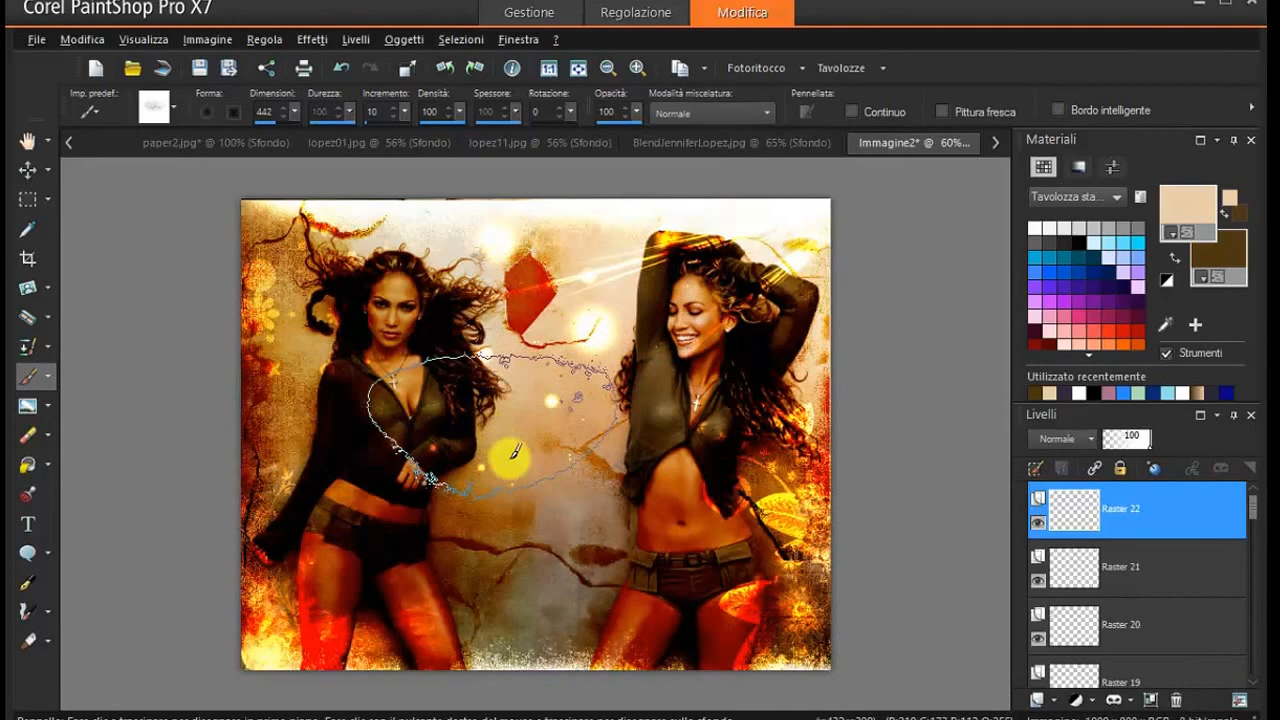 Corel PaintShop Pro X7
Gestione Regolazione Modifica
File Modifica Visualizza Immagine Regola Effetti Livelli Oggetti Selezioni Finestra ?
Fotoritocco Tavolozze
Imp. predef.: Forma: Dimensioni: Durezza: Incremento: Densità: Spessore: Rotazione: Opacità: Modalità miscelatura: Pennellata:
442 100 10 100 100 0 100 Normale Continuo Pittura fresca Bordo intelligente
paper2.jpg* @ 100% (Sfondo) lopez01.jpg @ 56% (Sfondo) lopez11.jpg @ 56% (Sfondo) BlendJenniferLopez.jpg @ 65% (Sfondo) Immagine2* @ 60%...
Materiali
Tavolozza sta...
Strumenti
Utilizzato recentemente
Livelli
Normale 100
Raster 22
Raster 21
Raster 20
Raster 19